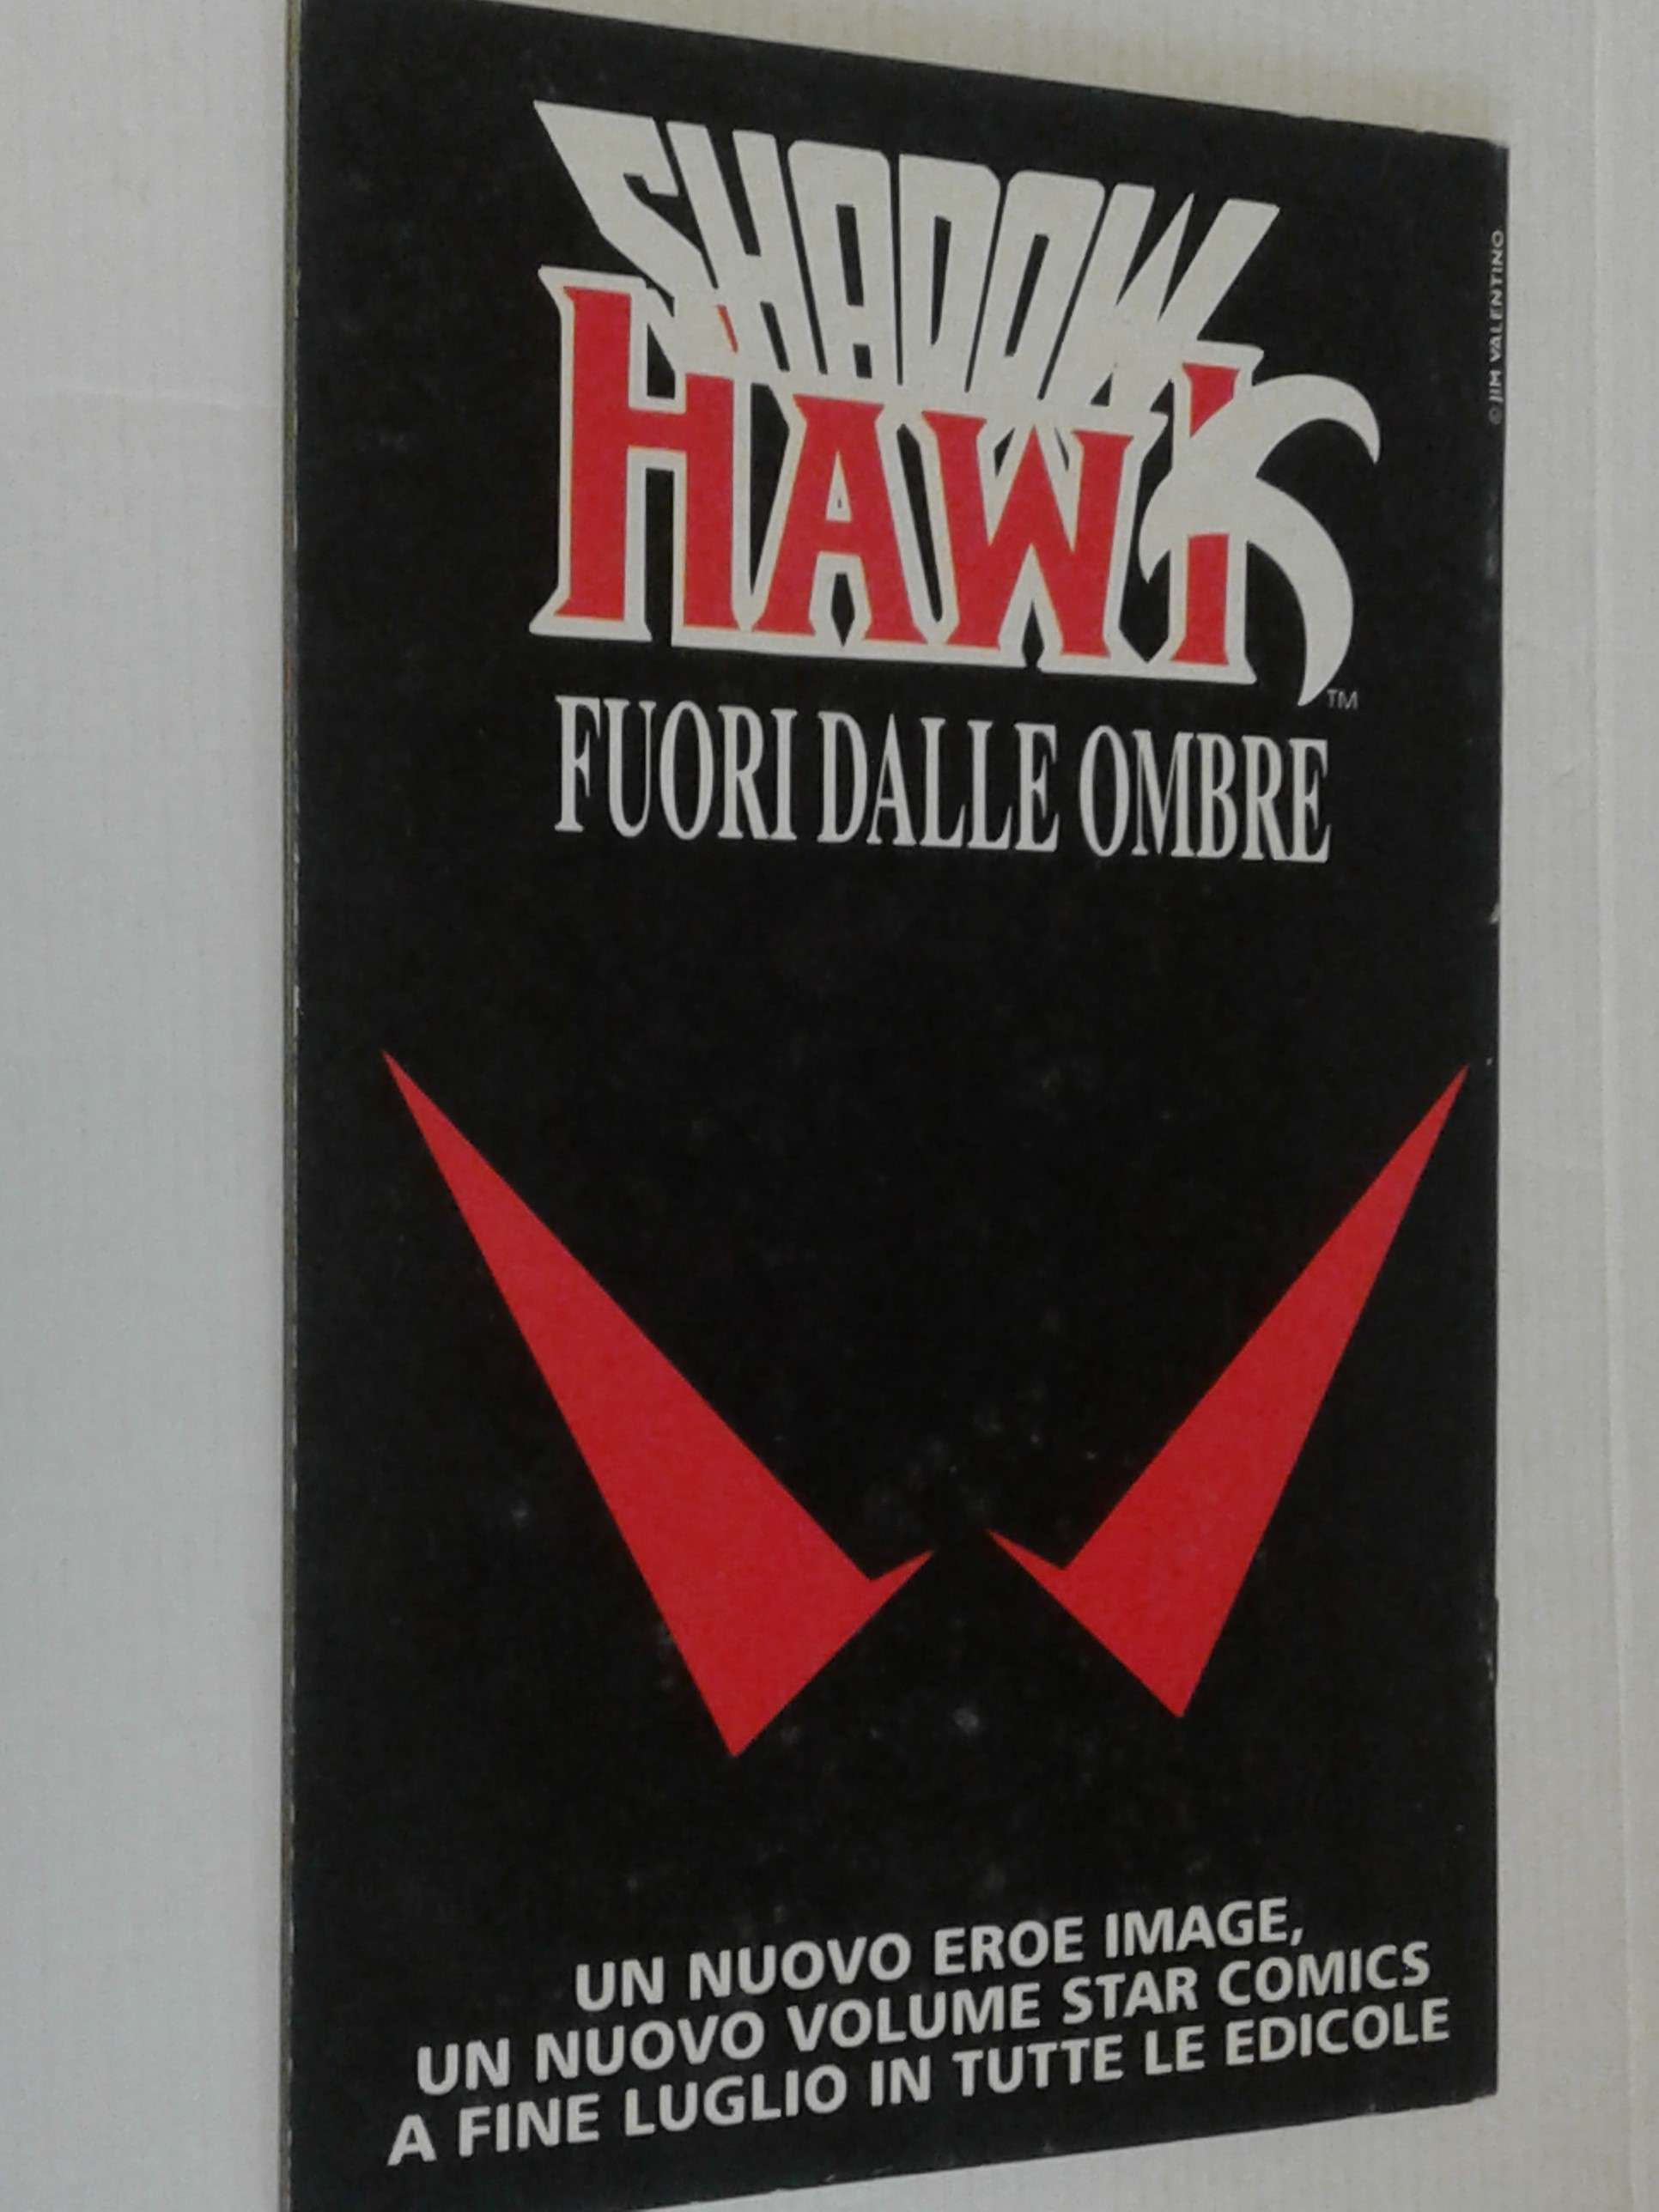 SHADOW
HAWK
TM
FUORI DALLE OMBRE
© JIM VALENTINO
UN NUOVO EROE IMAGE,
UN NUOVO VOLUME STAR COMICS
A FINE LUGLIO IN TUTTE LE EDICOLE